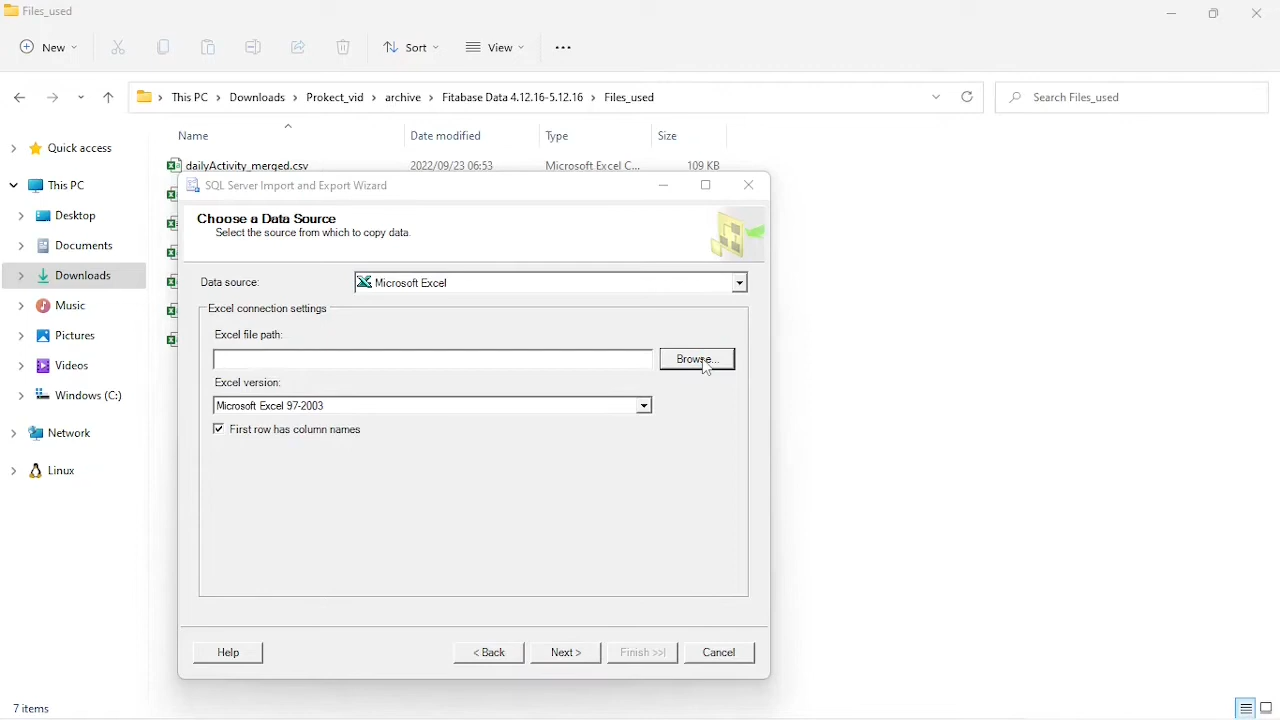 Files_used
New
Sort
View
This PC > Downloads > Prokect_vid > archive > Fitabase Data 4.12.16-5.12.16 > Files_used
Search Files_used
Name Date modified Type Size
Quick access
dailyActivity_merged.csv 2022/09/23 06:53 Microsoft Excel C... 109 KB
This PC
SQL Server Import and Export Wizard
Desktop
Choose a Data Source
Select the source from which to copy data.
Documents
Downloads
Data source: Microsoft Excel
Music
Excel connection settings
Pictures
Excel file path:
Videos
Browse...
Excel version:
Windows (C:)
Microsoft Excel 97-2003
Network
First row has column names
Linux
Help < Back Next > Finish >>| Cancel
7 items